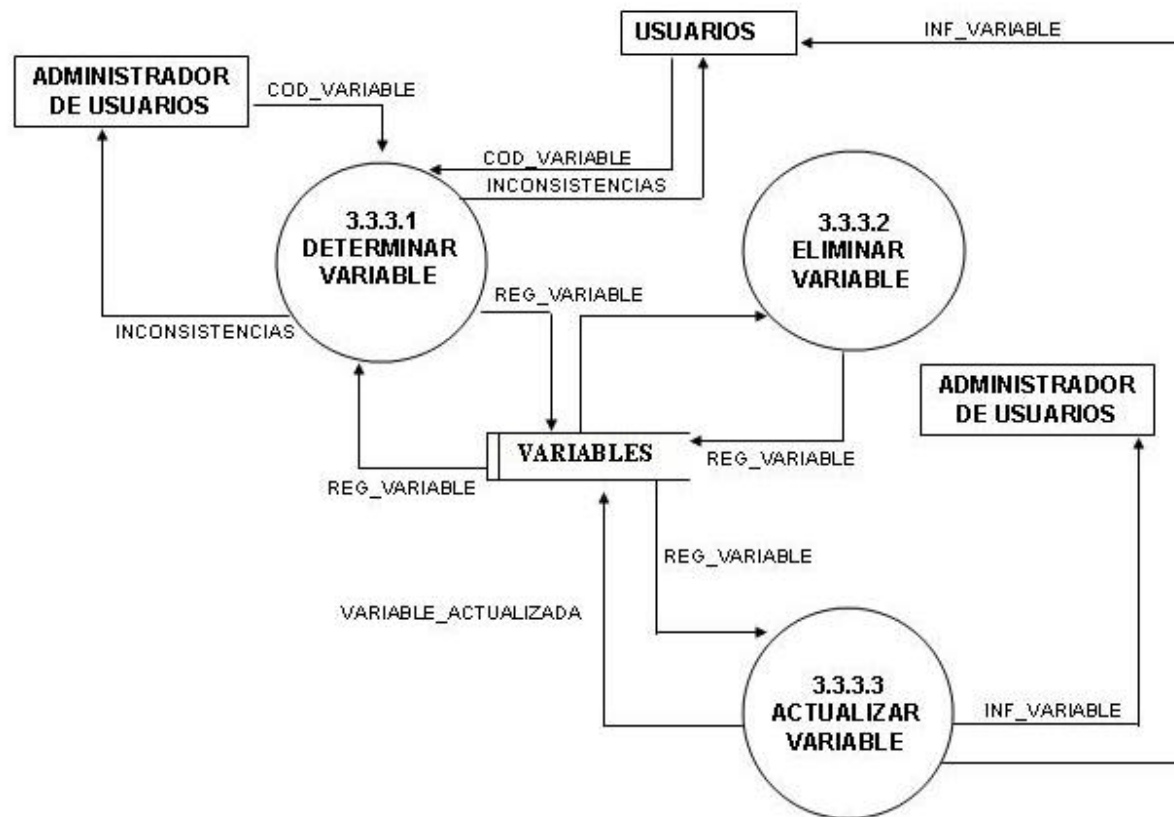 USUARIOS
INF_VARIABLE
ADMINISTRADOR
DE USUARIOS
COD_VARIABLE
COD_VARIABLE
INCONSISTENCIAS
3.3.3.1
DETERMINAR
VARIABLE
3.3.3.2
ELIMINAR
VARIABLE
REG_VARIABLE
INCONSISTENCIAS
ADMINISTRADOR
DE USUARIOS
VARIABLES
REG_VARIABLE
REG_VARIABLE
REG_VARIABLE
VARIABLE_ACTUALIZADA
3.3.3.3
ACTUALIZAR
VARIABLE
INF_VARIABLE